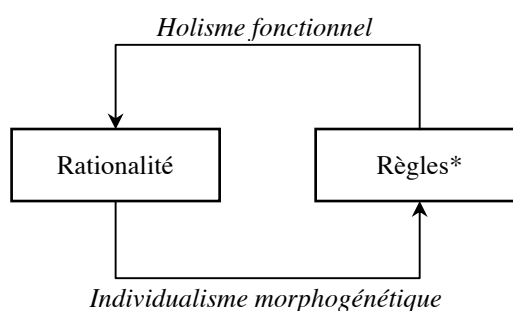 Holisme fonctionnel
Rationalité
Règles*
Individualisme morphogénétique